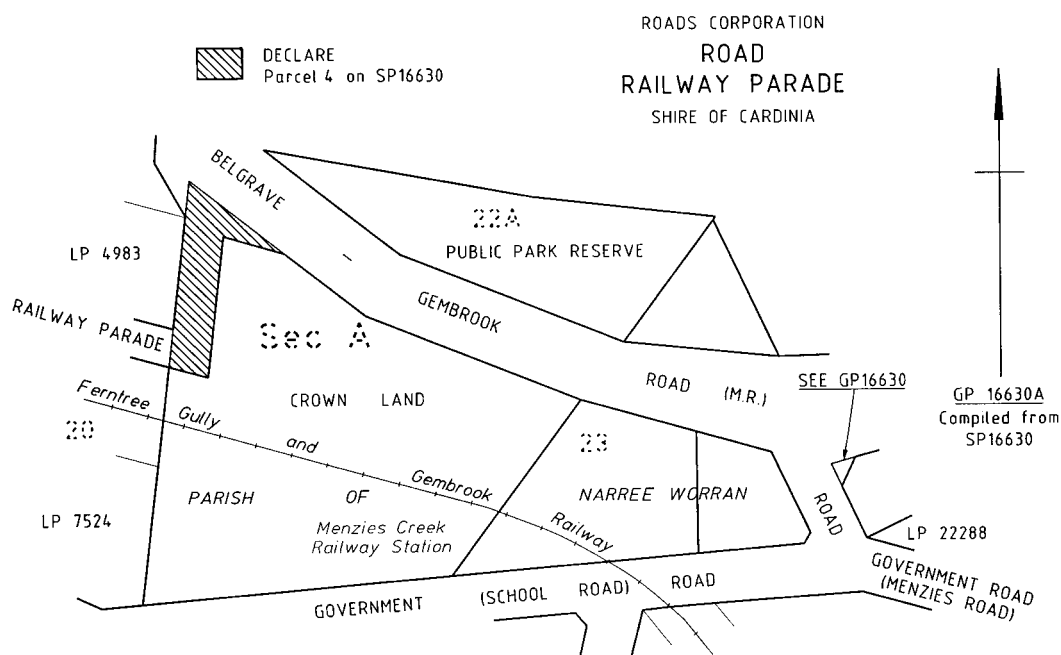 ROADS CORPORATION
ROAD
RAILWAY PARADE
SHIRE OF CARDINIA
DECLARE
Parcel 4 on SP16630
BELGRAVE
-
GEMBROOK
ROAD (M.R.)
22A
PUBLIC PARK RESERVE
LP 4983
RAILWAY PARADE
Sec A
CROWN LAND
SEE GP16630
GP 16630A
Compiled from
SP16630
Ferntree Gully and Gembrook Railway
20
23
PARISH OF NARREE WORRAN
Menzies Creek
Railway Station
LP 7524
ROAD
LP 22288
GOVERNMENT ROAD
(MENZIES ROAD)
GOVERNMENT (SCHOOL ROAD) ROAD